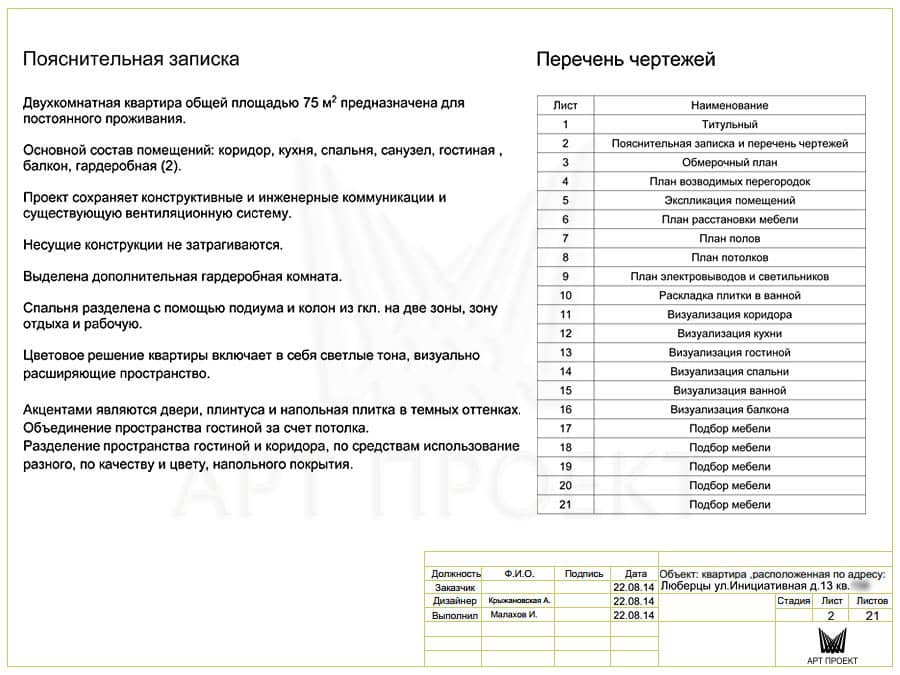 Пояснительная записка
Двухкомнатная квартира общей площадью 75 м² предназначена для
постоянного проживания.
Основной состав помещений: коридор, кухня, спальня, санузел, гостиная ,
балкон, гардеробная (2).
Проект сохраняет конструктивные и инженерные коммуникации и
существующую вентиляционную систему.
Несущие конструкции не затрагиваются.
Выделена дополнительная гардеробная комната.
Спальня разделена с помощью подиума и колон из гкл. на две зоны, зону
отдыха и рабочую.
Цветовое решение квартиры включает в себя светлые тона, визуально
расширяющие пространство.
Акцентами являются двери, плинтуса и напольная плитка в темных оттенках.
Объединение пространства гостиной за счет потолка.
Разделение пространства гостиной и коридора, по средствам использование
разного, по качеству и цвету, напольного покрытия.
Перечень чертежей
Лист Наименование
1 Титульный
2 Пояснительная записка и перечень чертежей
3 Обмерочный план
4 План возводимых перегородок
5 Экспликация помещений
6 План расстановки мебели
7 План полов
8 План потолков
9 План электровыводов и светильников
10 Раскладка плитки в ванной
11 Визуализация коридора
12 Визуализация кухни
13 Визуализация гостиной
14 Визуализация спальни
15 Визуализация ванной
16 Визуализация балкона
17 Подбор мебели
18 Подбор мебели
19 Подбор мебели
20 Подбор мебели
21 Подбор мебели
АРТ ПРОЕКТ
Должность Ф.И.О. Подпись Дата
Заказчик 22.08.14
Дизайнер Крыжановская А. 22.08.14
Выполнил Малахов И. 22.08.14
Объект: квартира ,расположенная по адресу:
Люберцы ул.Инициативная д.13 кв.
Стадия Лист Листов
2 21
АРТ ПРОЕКТ